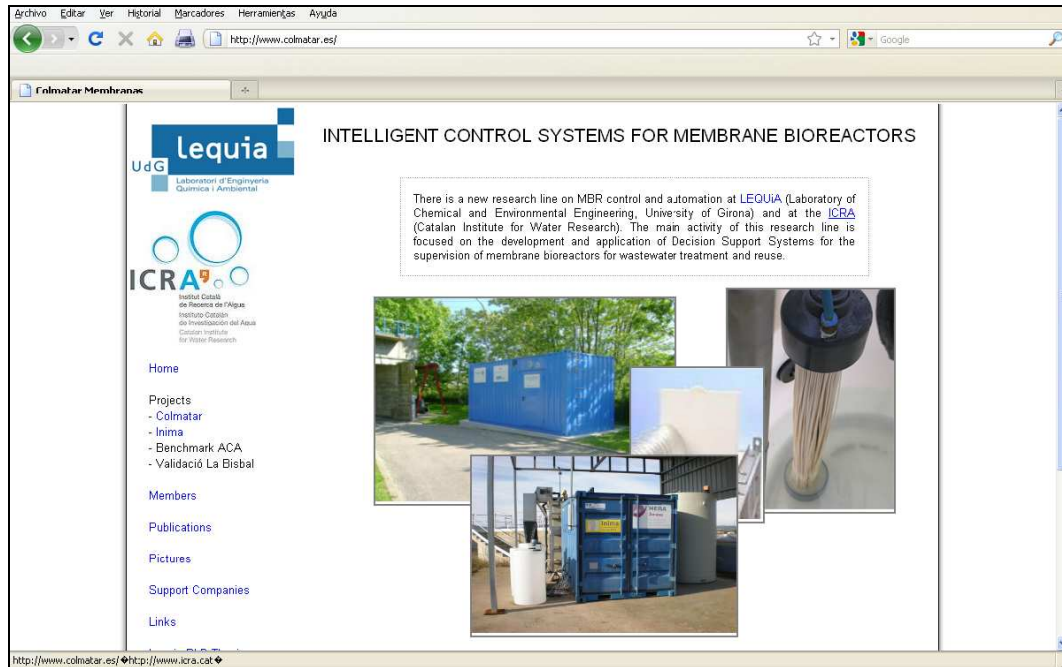 Archivo Editar Ver Historial Marcadores Herramientas Ayuda
http://www.colmatar.es/
Google
Colmatar Membranas
lequia
UdG
Laboratori d'Enginyeria
Química i Ambiental
INTELLIGENT CONTROL SYSTEMS FOR MEMBRANE BIOREACTORS
There is a new research line on MBR control and automation at LEQUiA (Laboratory of
Chemical and Environmental Engineering, University of Girona) and at the ICRA
(Catalan Institute for Water Research). The main activity of this research line is
focused on the development and application of Decision Support Systems for the
supervision of membrane bioreactors for wastewater treatment and reuse.
ICRA
Institut Català
de Recerca de l'Aigua
Instituto Catalán
de Investigación del Agua
Catalan Institute
for Water Research
Home
Projects
- Colmatar
- Inima
- Benchmark ACA
- Validació La Bisbal
Members
Publications
Pictures
Support Companies
Links
inima
http://www.colmatar.es/�http://www.icra.cat�